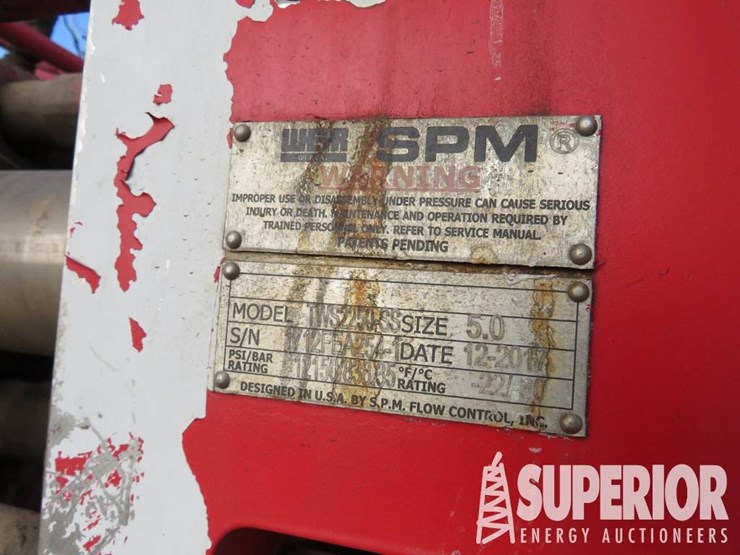 WEIR SPM®
WARNING
IMPROPER USE OR DISASSEMBLY UNDER PRESSURE CAN CAUSE SERIOUS
INJURY OR DEATH. MAINTENANCE AND OPERATION REQUIRED BY
TRAINED PERSONNEL ONLY. REFER TO SERVICE MANUAL.
PATENTS PENDING
MODEL SIZE 5.0
S/N DATE
PSI/BAR RATING °F/°C RATING
DESIGNED IN U.S.A. BY S.P.M. FLOW CONTROL, INC.
SUPERIOR
ENERGY AUCTIONEERS